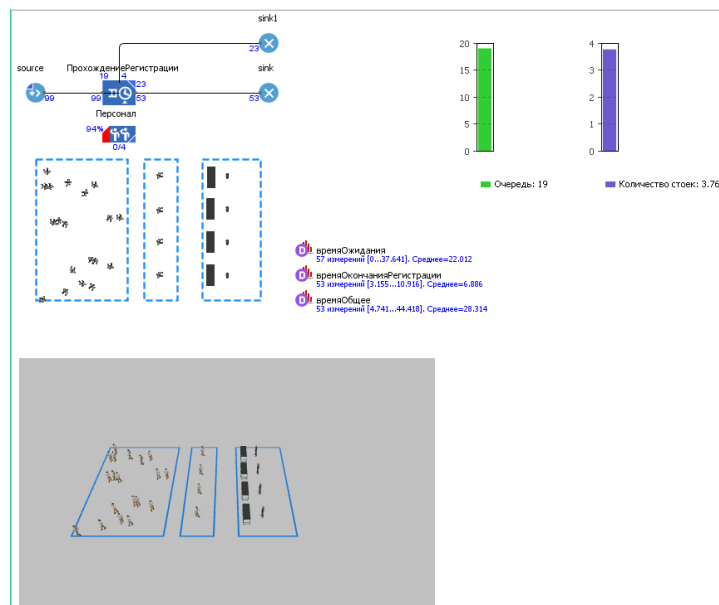 sink1
23
source
ПрохождениеРегистрации
sink
19 4
23
99
99
53
53
Персонал
94%
0/4
20
15
10
5
0
4
3
2
1
0
Очередь: 19
Количество стоек: 3.76
времяОжидания
57 измерений [0...37.641]. Среднее=22.012
времяОкончанияРегистрации
53 измерений [3.155...10.916]. Среднее=6.886
времяОбщее
53 измерений [4.741...44.418]. Среднее=28.314